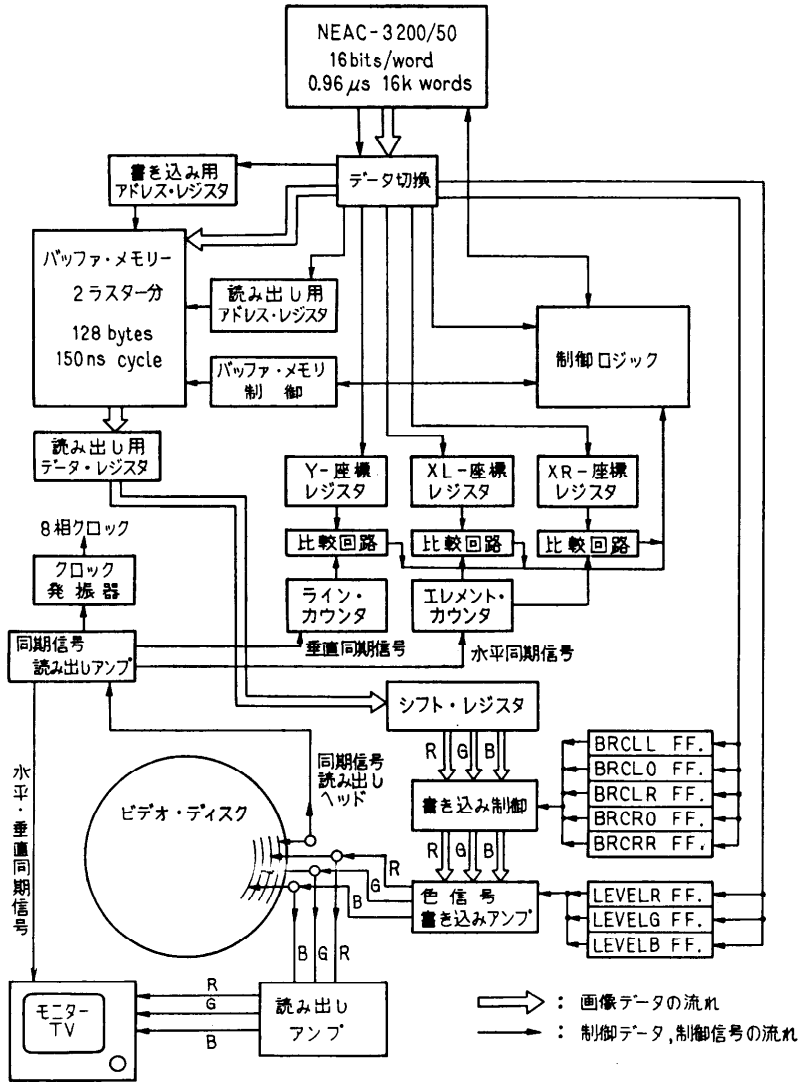 NEAC-3200/50
16bits/word
0.96μs 16k words
書き込み用
アドレス・レジスタ
データ切換
バッファ・メモリー
2ラスター分
128 bytes
150ns cycle
読み出し用
アドレス・レジスタ
バッファ・メモリ
制御
制御ロジック
読み出し用
データ・レジスタ
Y-座標
レジスタ
XL-座標
レジスタ
XR-座標
レジスタ
8相クロック
比較回路
比較回路
比較回路
クロック
発振器
ライン・
カウンタ
エレメント・
カウンタ
同期信号
読み出しアンプ
垂直同期信号
水平同期信号
シフト・レジスタ
R G B
BRCLL FF.
BRCLO FF.
BRCLR FF.
BRCRO FF.
BRCRR FF.
同期信号
読み出し
ヘッド
書き込み制御
水平・垂直同期信号
ビデオ・ディスク
R G B
R
G
B
色信号
書き込みアンプ
LEVELR FF.
LEVELG FF.
LEVELB FF.
B G R
モニター
TV
R
G
B
読み出し
アンプ
: 画像データの流れ
: 制御データ,制御信号の流れ